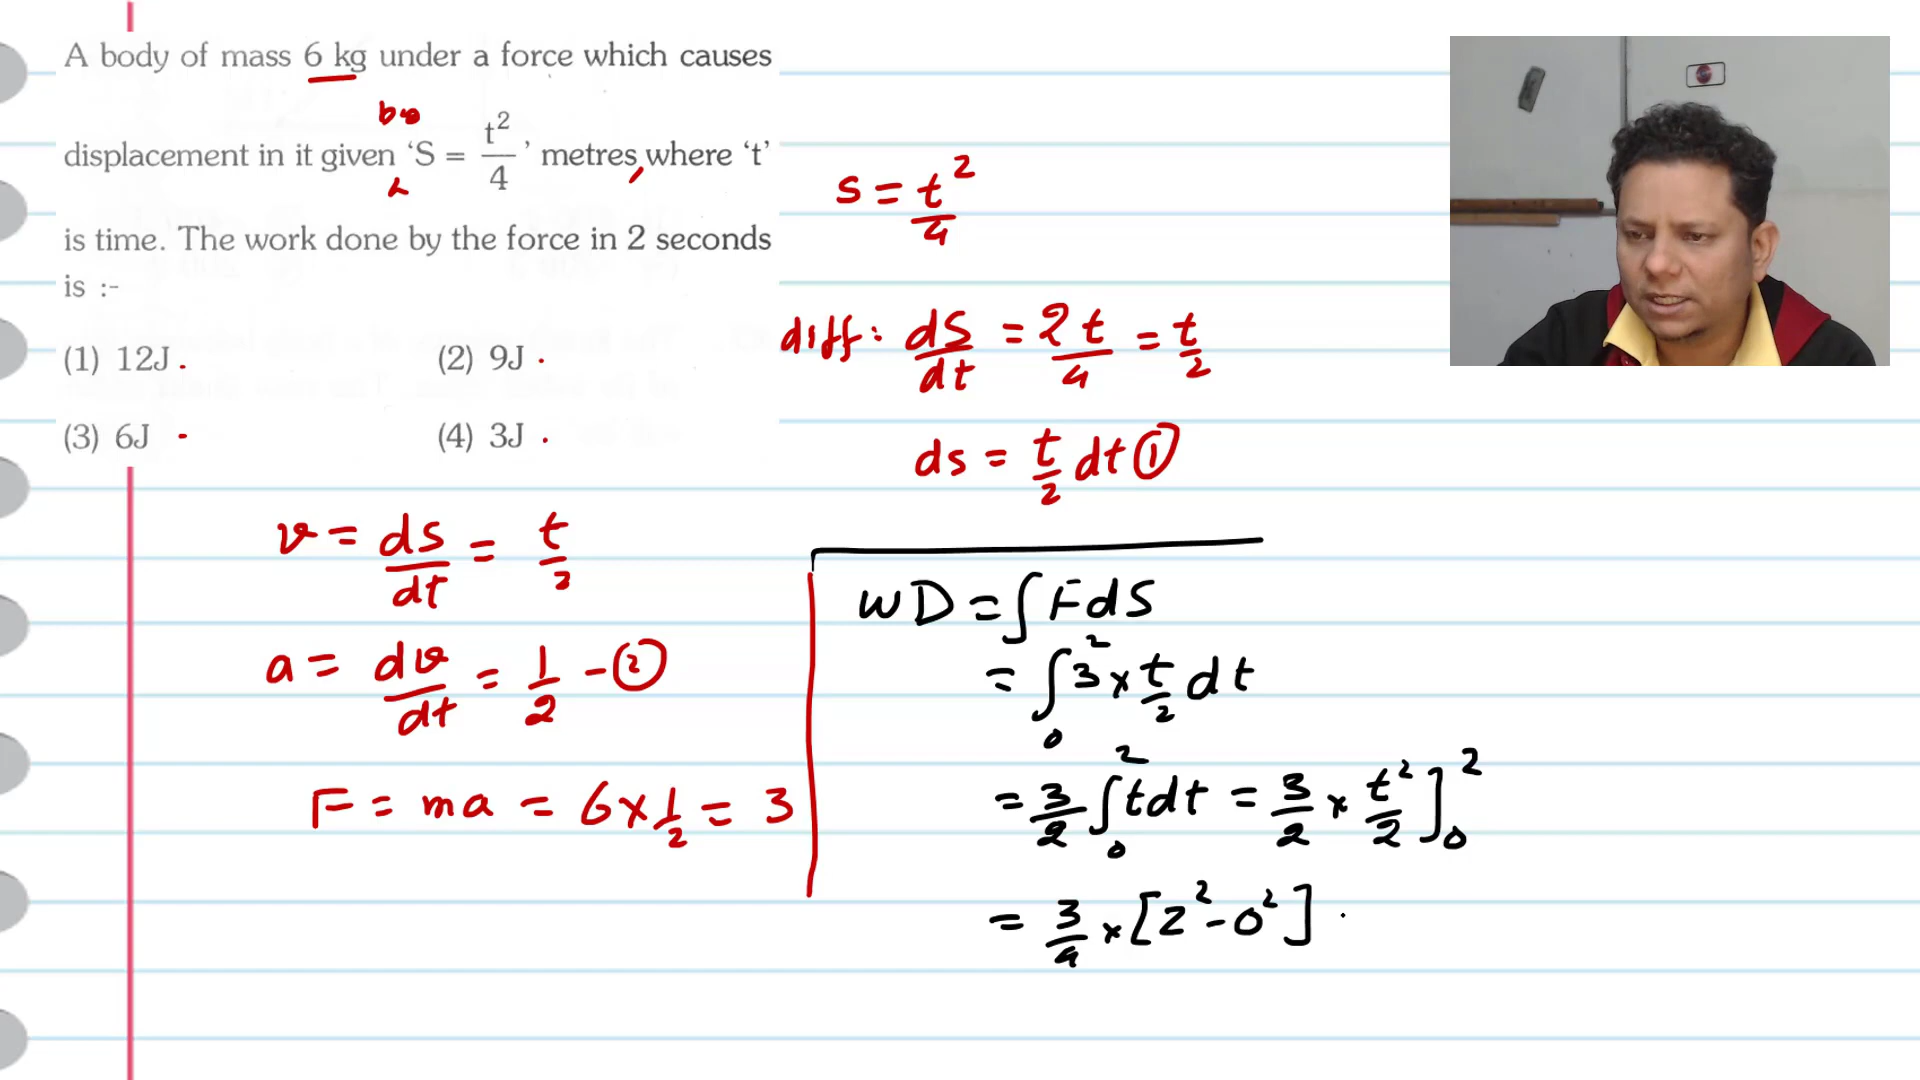 A body of mass 6 kg under a force which causes
by
displacement in it given ‘S = t²/4’ metres, where ‘t’
is time. The work done by the force in 2 seconds
is :-
(1) 12J . (2) 9J .
(3) 6J . (4) 3J .
S = t²/4
diff: dS/dt = 2t/4 = t/2
ds = t/2 dt ①
v = ds/dt = t/2
a = dv/dt = 1/2 - ②
F = ma = 6 × 1/2 = 3
WD = ∫ F dS
= ∫₀² 3 × t/2 dt
= 3/2 ∫₀² t dt = 3/2 × t²/2 ]₀²
= 3/4 × [2² - 0²]